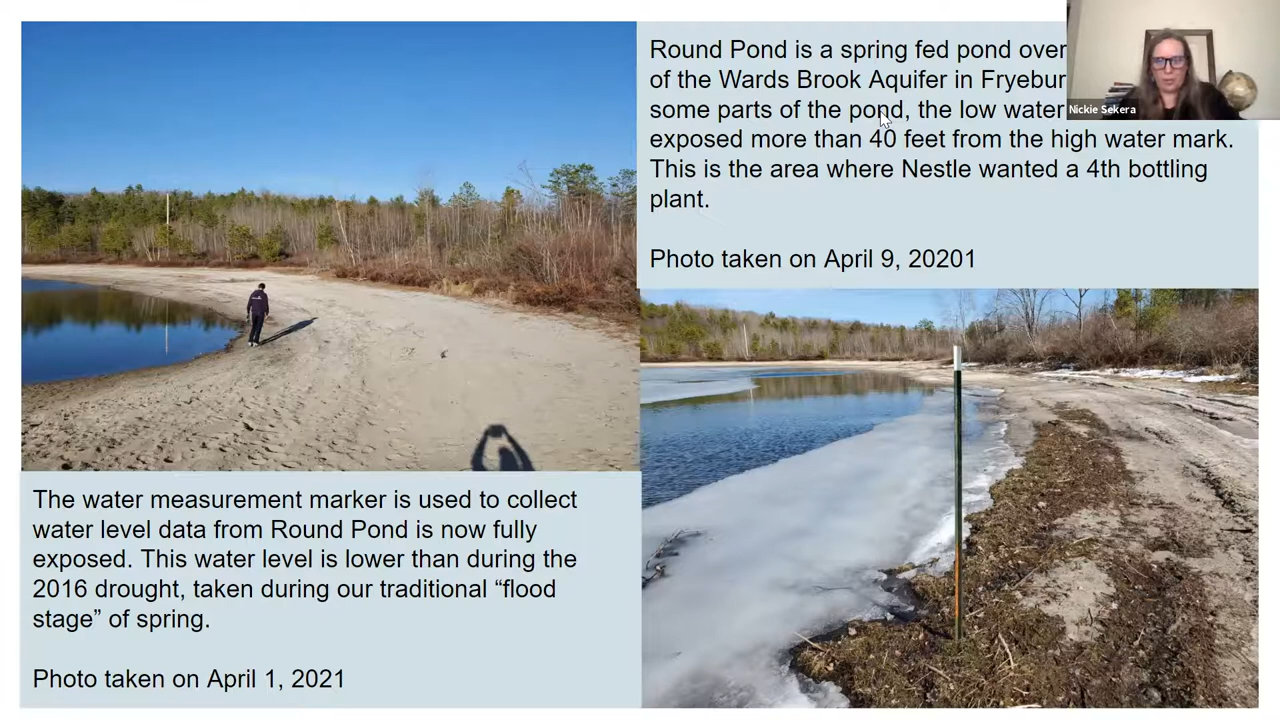 Round Pond is a spring fed pond over
of the Wards Brook Aquifer in Fryebur
some parts of the pond, the low water
exposed more than 40 feet from the high water mark.
This is the area where Nestle wanted a 4th bottling
plant.
Photo taken on April 9, 20201
Nickie Sekera
The water measurement marker is used to collect
water level data from Round Pond is now fully
exposed. This water level is lower than during the
2016 drought, taken during our traditional “flood
stage” of spring.
Photo taken on April 1, 2021